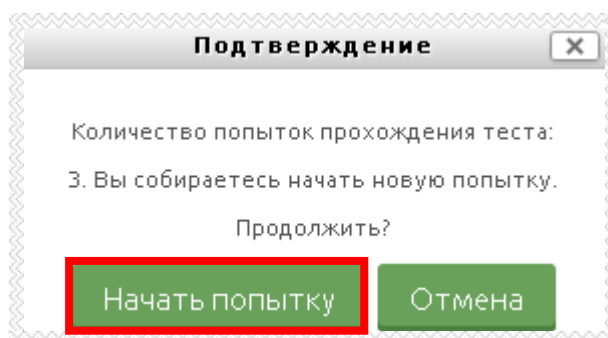 Подтверждение
Количество попыток прохождения теста:
3. Вы собираетесь начать новую попытку.
Продолжить?
Начать попытку
Отмена